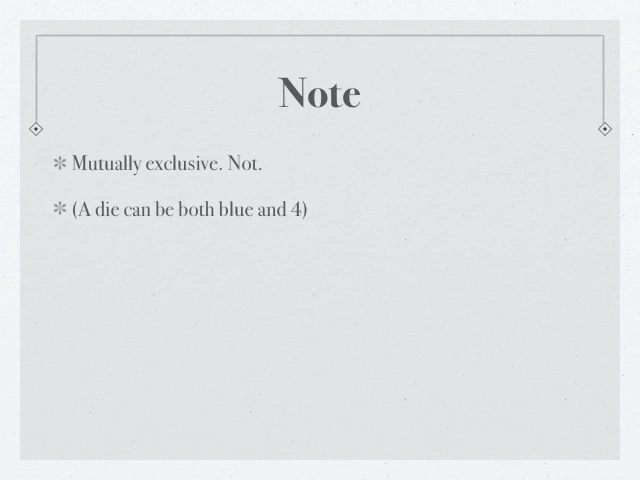 Note
✻ Mutually exclusive. Not.
✻ (A die can be both blue and 4)